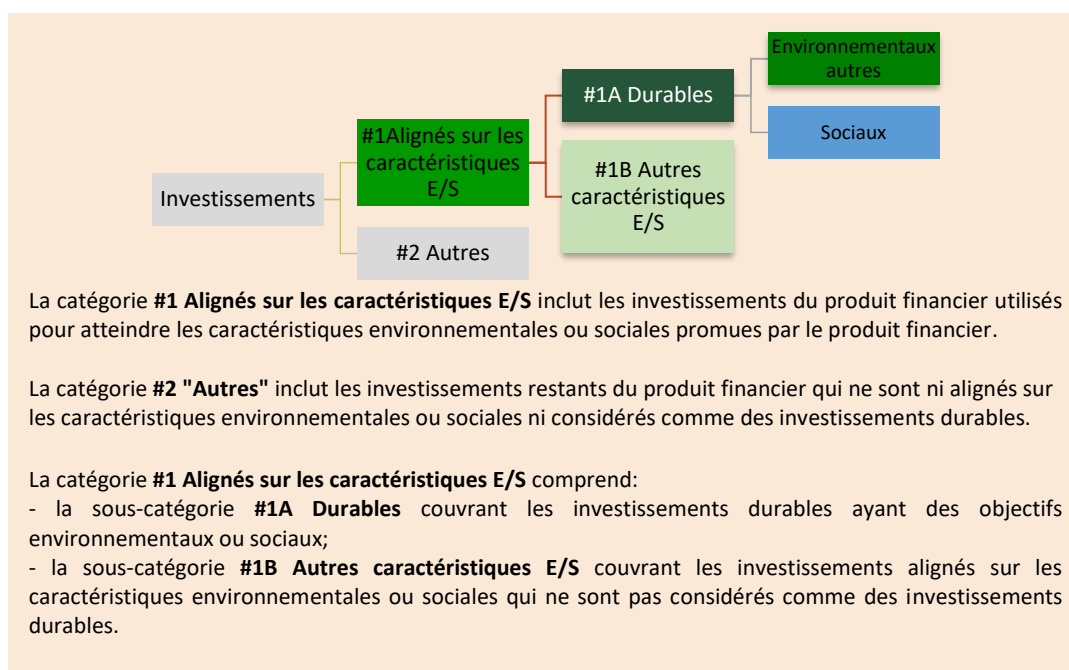 Environnementaux
autres
#1A Durables
Sociaux
#1Alignés sur les
caractéristiques
E/S
#1B Autres
caractéristiques
E/S
Investissements
#2 Autres
La catégorie #1 Alignés sur les caractéristiques E/S inclut les investissements du produit financier utilisés
pour atteindre les caractéristiques environnementales ou sociales promues par le produit financier.
La catégorie #2 "Autres" inclut les investissements restants du produit financier qui ne sont ni alignés sur
les caractéristiques environnementales ou sociales ni considérés comme des investissements durables.
La catégorie #1 Alignés sur les caractéristiques E/S comprend:
- la sous-catégorie #1A Durables couvrant les investissements durables ayant des objectifs
environnementaux ou sociaux;
- la sous-catégorie #1B Autres caractéristiques E/S couvrant les investissements alignés sur les
caractéristiques environnementales ou sociales qui ne sont pas considérés comme des investissements
durables.